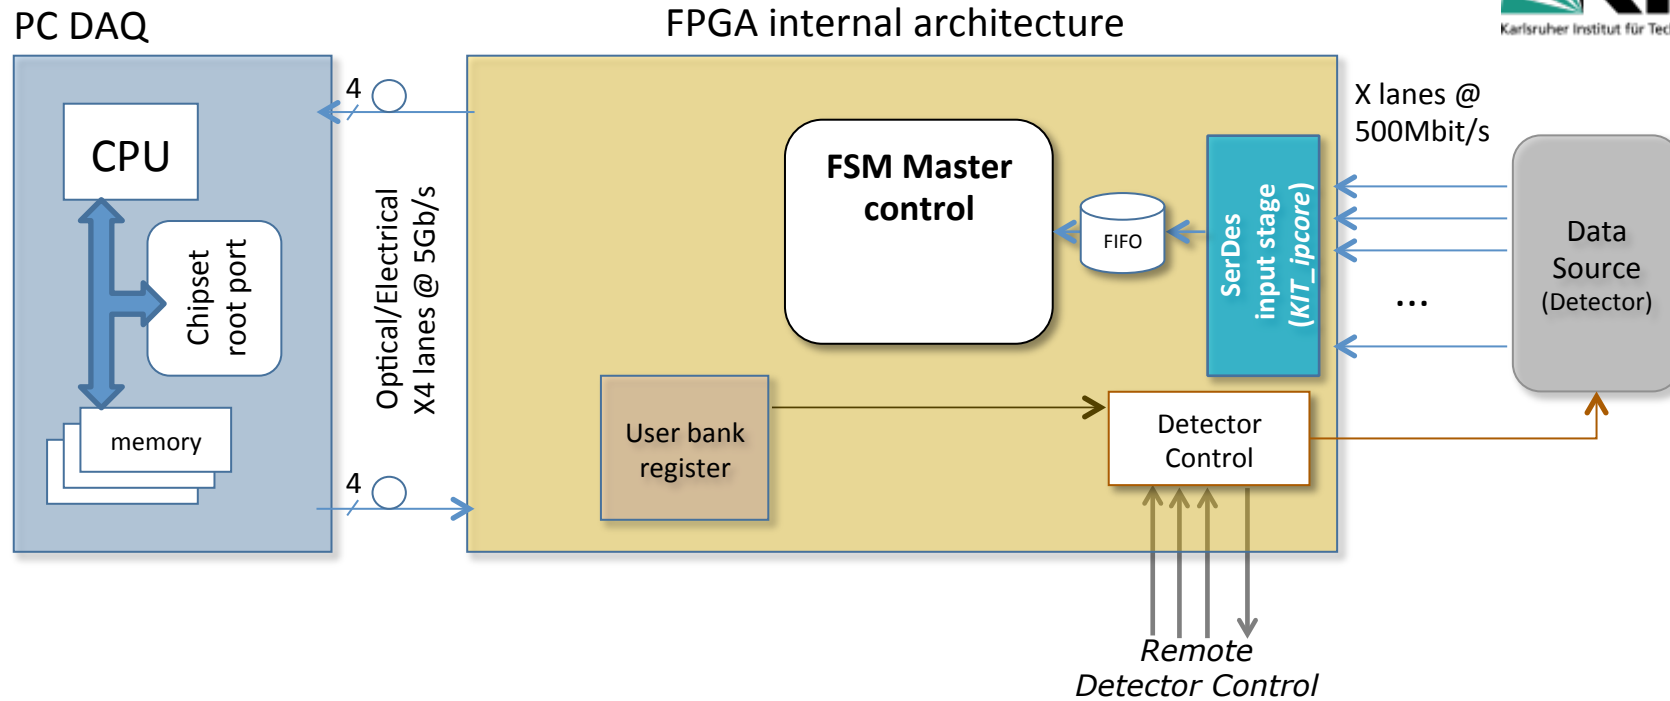 PC DAQ
FPGA internal architecture
Karlsruher Institut für Tec
CPU
Chipset
root port
memory
4
Optical/Electrical
X4 lanes @ 5Gb/s
4
FSM Master
control
FIFO
SerDes
input stage
(KIT_ipcore)
User bank
register
Detector
Control
X lanes @
500Mbit/s
...
Data
Source
(Detector)
Remote
Detector Control